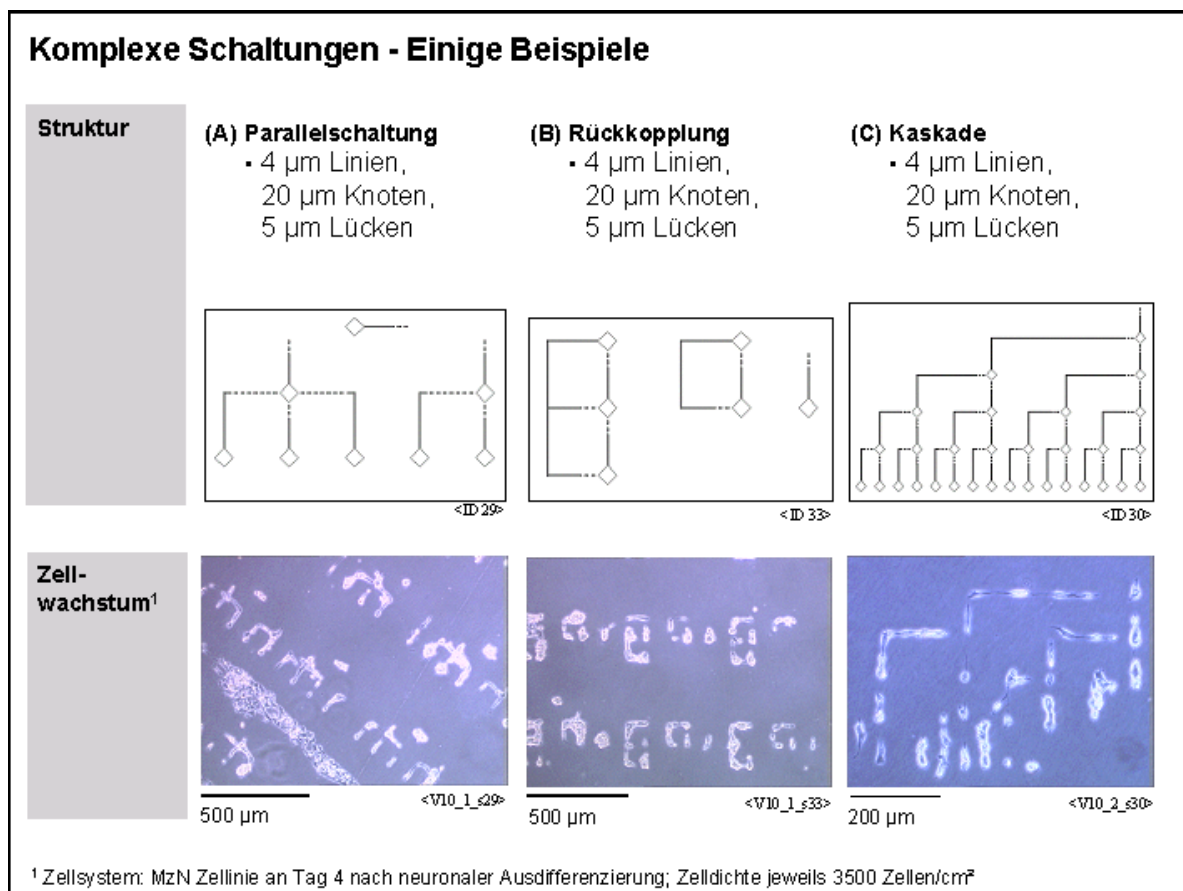 Komplexe Schaltungen - Einige Beispiele
Struktur
(A) Parallelschaltung
▪ 4 µm Linien,
20 µm Knoten,
5 µm Lücken
<ID 29>
(B) Rückkopplung
▪ 4 µm Linien,
20 µm Knoten,
5 µm Lücken
<ID 33>
(C) Kaskade
▪ 4 µm Linien,
20 µm Knoten,
5 µm Lücken
<ID 30>
Zell-
wachstum¹
500 µm
<V10_1_s29>
500 µm
<V10_1_s33>
200 µm
<V10_2_s30>
¹ Zellsystem: MzN Zellinie an Tag 4 nach neuronaler Ausdifferenzierung; Zelldichte jeweils 3500 Zellen/cm²